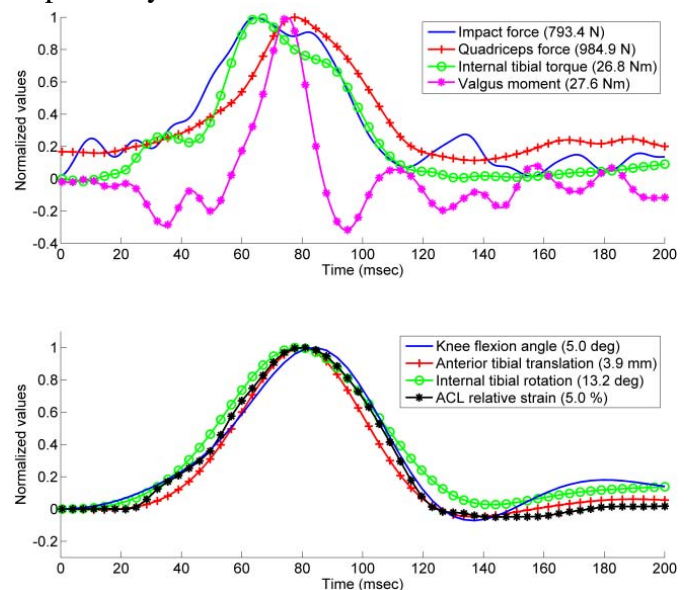 Impact force (793.4 N)
Quadriceps force (984.9 N)
Internal tibial torque (26.8 Nm)
Valgus moment (27.6 Nm)
Normalized values
1
0.8
0.6
0.4
0.2
0
-0.2
-0.4
0 20 40 60 80 100 120 140 160 180 200
Time (msec)
Knee flexion angle (5.0 deg)
Anterior tibial translation (3.9 mm)
Internal tibial rotation (13.2 deg)
ACL relative strain (5.0 %)
Normalized values
1
0.8
0.6
0.4
0.2
0
-0.2
0 20 40 60 80 100 120 140 160 180 200
Time (msec)